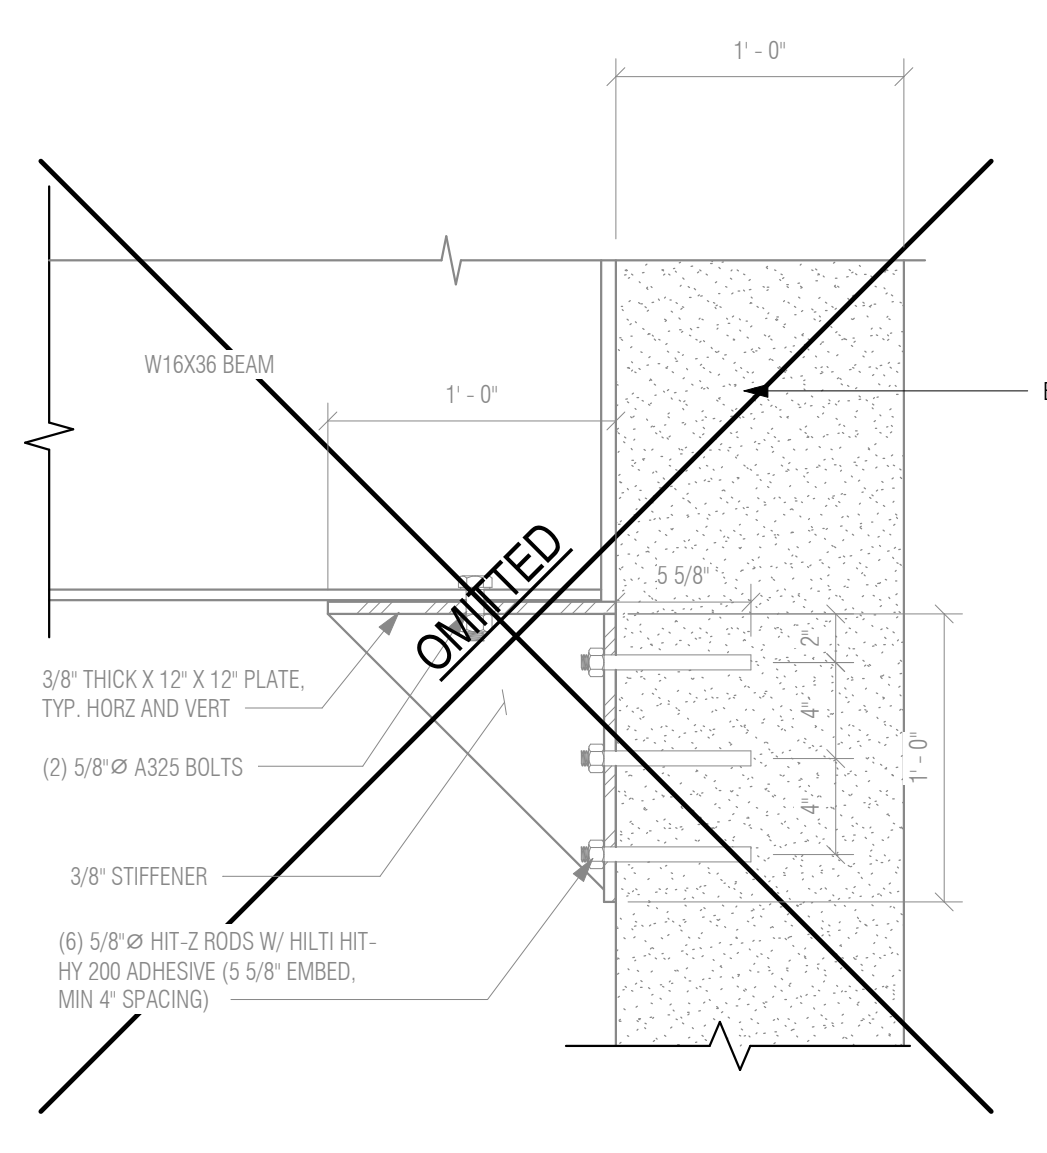 1' - 0"
W16X36 BEAM
1' - 0"
OMITTED
5 5/8"
2"
3/8" THICK X 12" X 12" PLATE,
TYP. HORZ AND VERT
4"
1' - 0"
(2) 5/8"Ø A325 BOLTS
4"
3/8" STIFFENER
(6) 5/8"Ø HIT-Z RODS W/ HILTI HIT-
HY 200 ADHESIVE (5 5/8" EMBED,
MIN 4" SPACING)